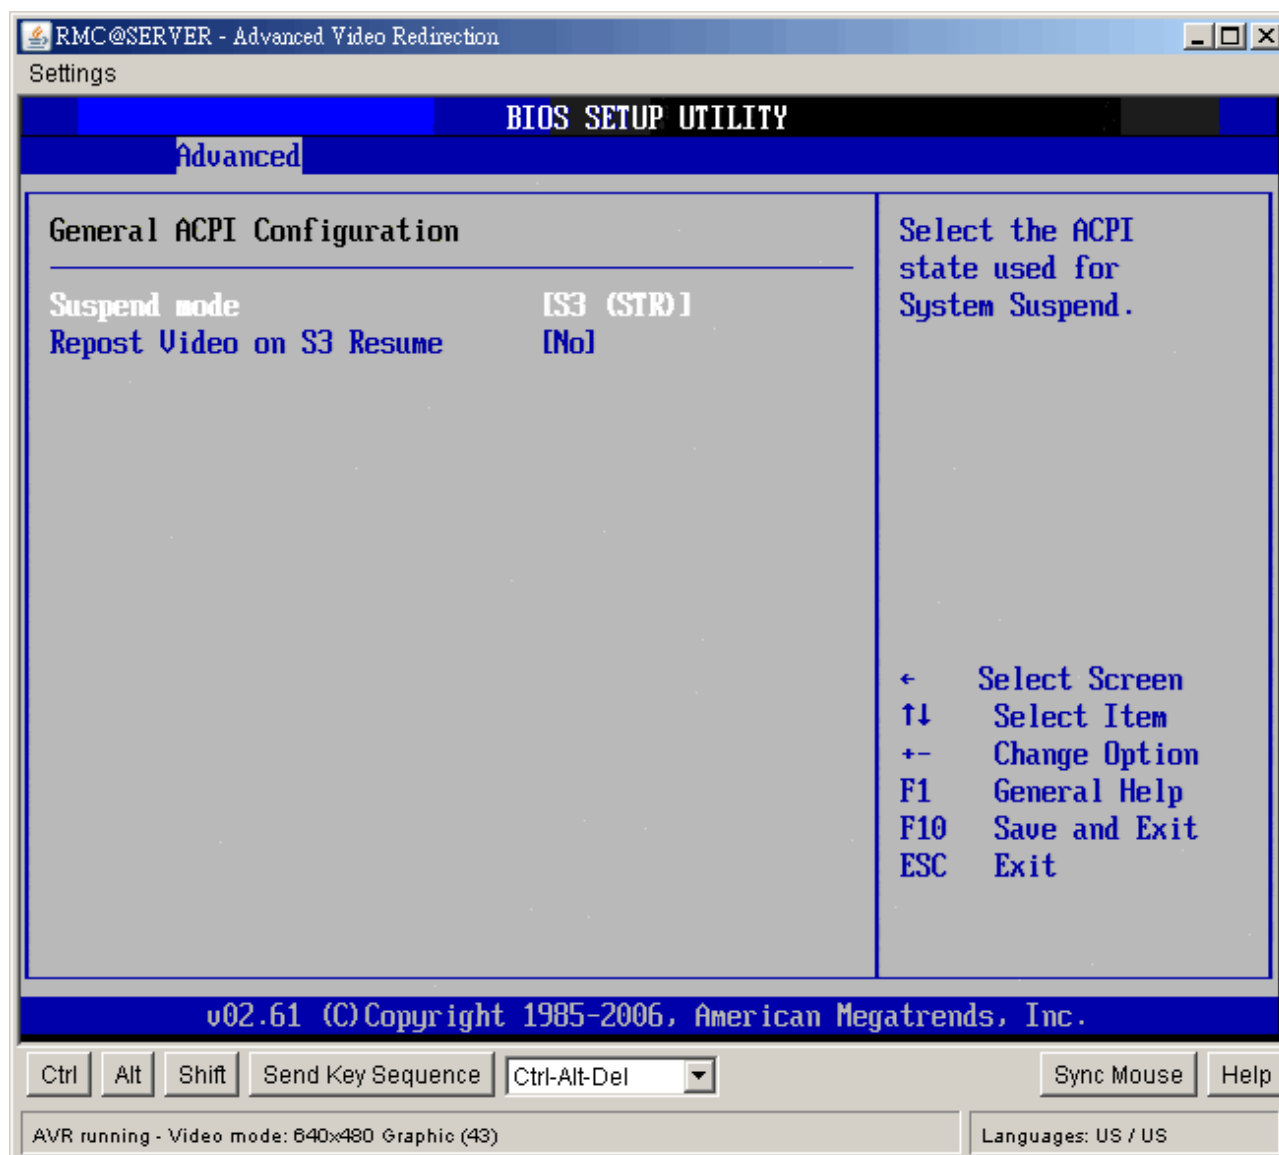 RMC@SERVER - Advanced Video Redirection
Settings
BIOS SETUP UTILITY
Advanced
General ACPI Configuration
Suspend mode [S3 (STR)]
Repost Video on S3 Resume [No]
Select the ACPI
state used for
System Suspend.
← Select Screen
↑↓ Select Item
+- Change Option
F1 General Help
F10 Save and Exit
ESC Exit
v02.61 (C)Copyright 1985-2006, American Megatrends, Inc.
Ctrl Alt Shift Send Key Sequence Ctrl-Alt-Del Sync Mouse Help
AVR running - Video mode: 640x480 Graphic (43) Languages: US / US